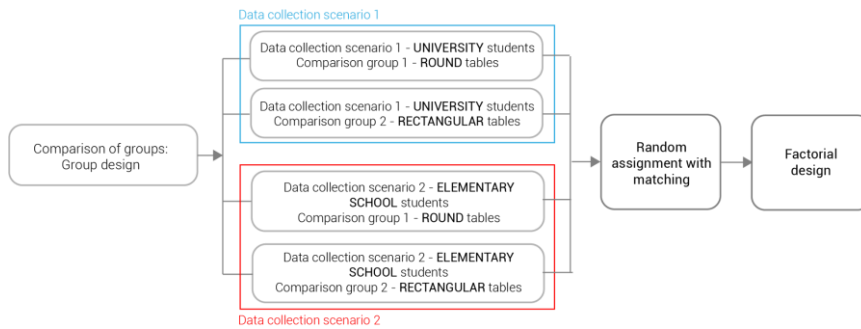 Data collection scenario 1
Data collection scenario 1 - UNIVERSITY students
Comparison group 1 - ROUND tables
Data collection scenario 1 - UNIVERSITY students
Comparison group 2 - RECTANGULAR tables
Comparison of groups:
Group design
Data collection scenario 2 - ELEMENTARY
SCHOOL students
Comparison group 1 - ROUND tables
Data collection scenario 2 - ELEMENTARY
SCHOOL students
Comparison group 2 - RECTANGULAR tables
Data collection scenario 2
Random
assignment with
matching
Factorial
design